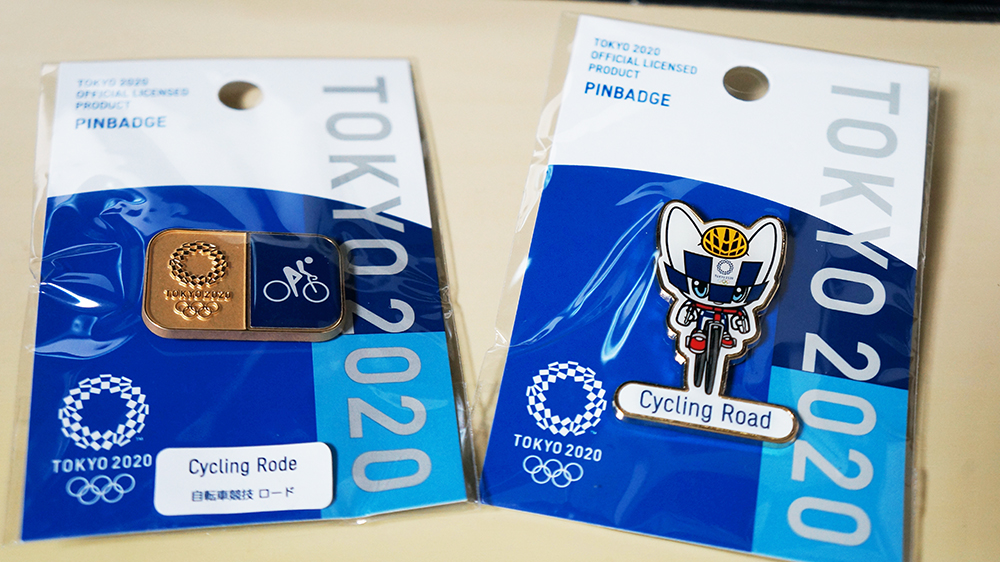 TOKYO 2020
OFFICIAL LICENSED
PRODUCT
PINBADGE
TOKYO 2020
TOKYO 2020
TOKYO 2020
Cycling Rode
自転車競技 ロード
TOKYO 2020
OFFICIAL LICENSED
PRODUCT
PINBADGE
TOKYO 2020
Cycling Road
TOKYO 2020